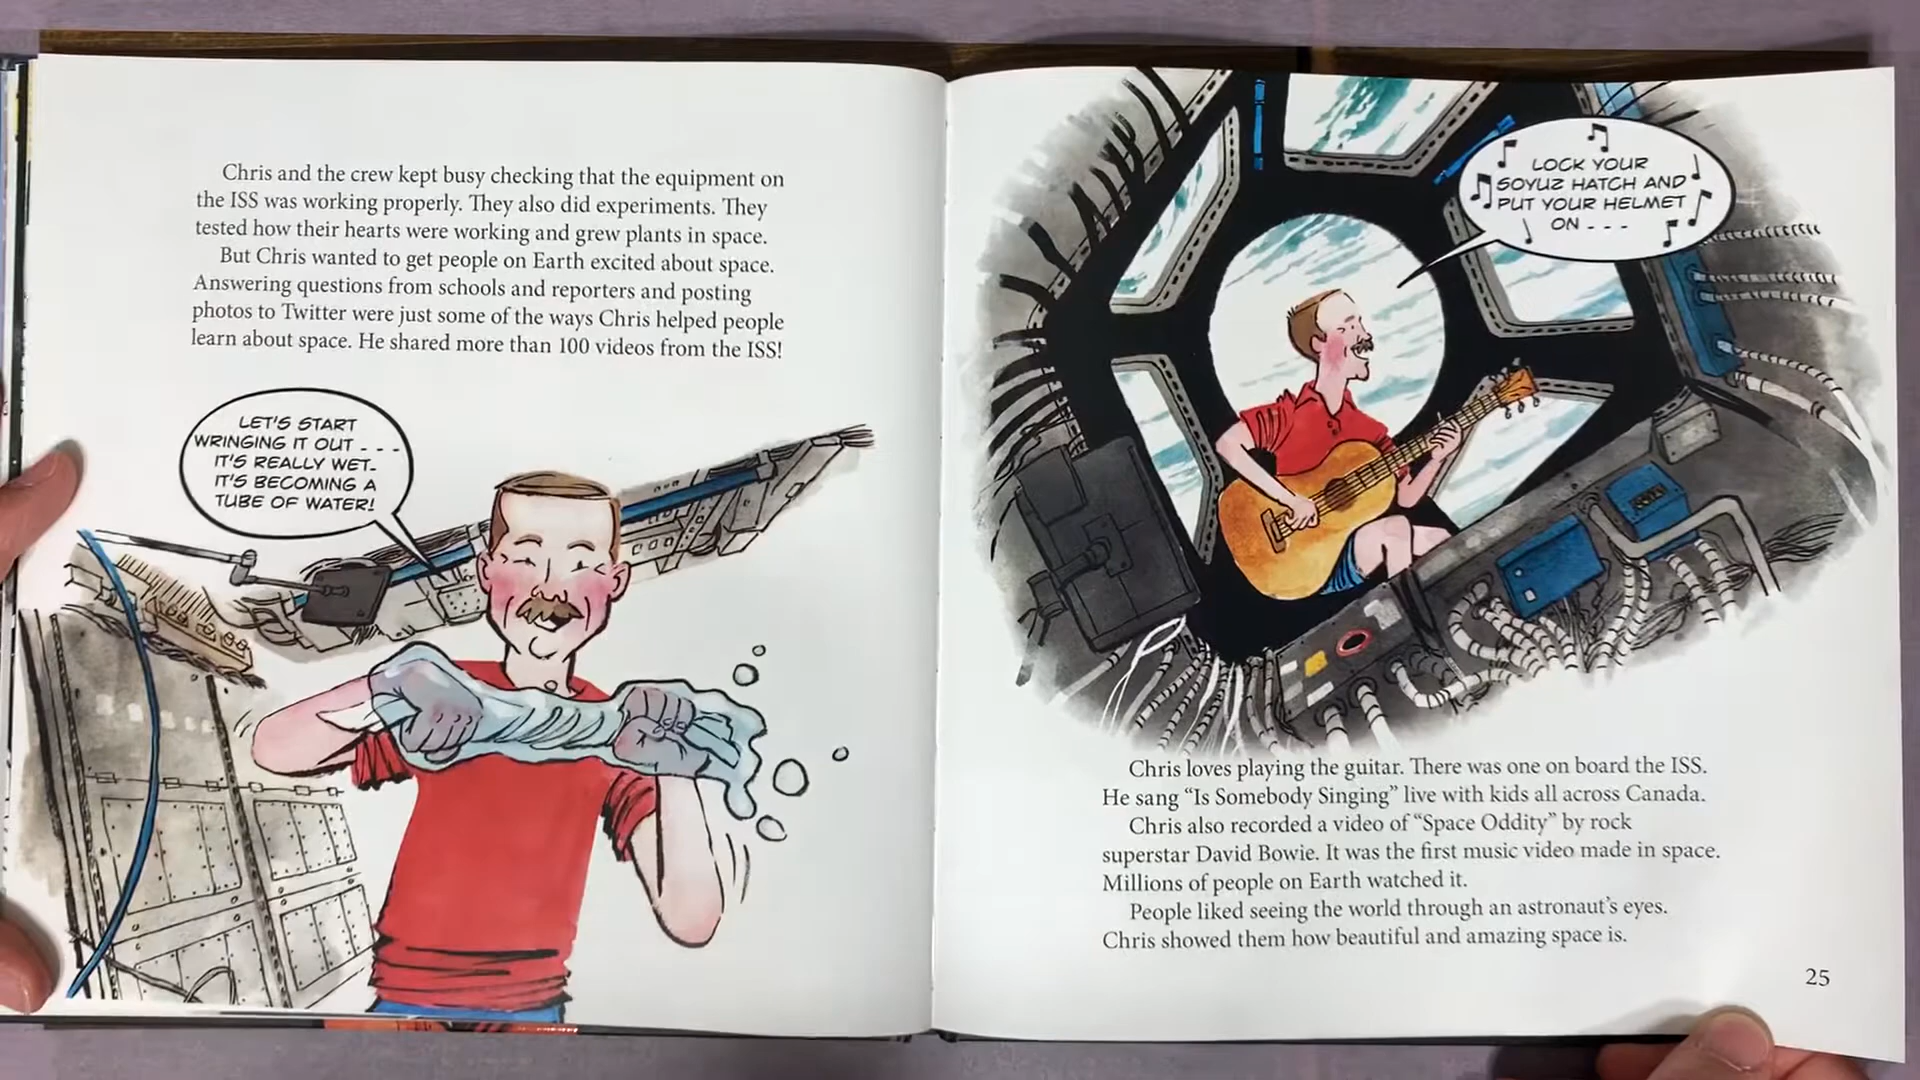 Chris and the crew kept busy checking that the equipment on
the ISS was working properly. They also did experiments. They
tested how their hearts were working and grew plants in space.
But Chris wanted to get people on Earth excited about space.
Answering questions from schools and reporters and posting
photos to Twitter were just some of the ways Chris helped people
learn about space. He shared more than 100 videos from the ISS!
LET'S START
WRINGING IT OUT - - -
IT'S REALLY WET-
IT'S BECOMING A
TUBE OF WATER!
LOCK YOUR
SOYUZ HATCH AND
PUT YOUR HELMET
ON - - -
Chris loves playing the guitar. There was one on board the ISS.
He sang “Is Somebody Singing” live with kids all across Canada.
Chris also recorded a video of “Space Oddity” by rock
superstar David Bowie. It was the first music video made in space.
Millions of people on Earth watched it.
People liked seeing the world through an astronaut’s eyes.
Chris showed them how beautiful and amazing space is.
25